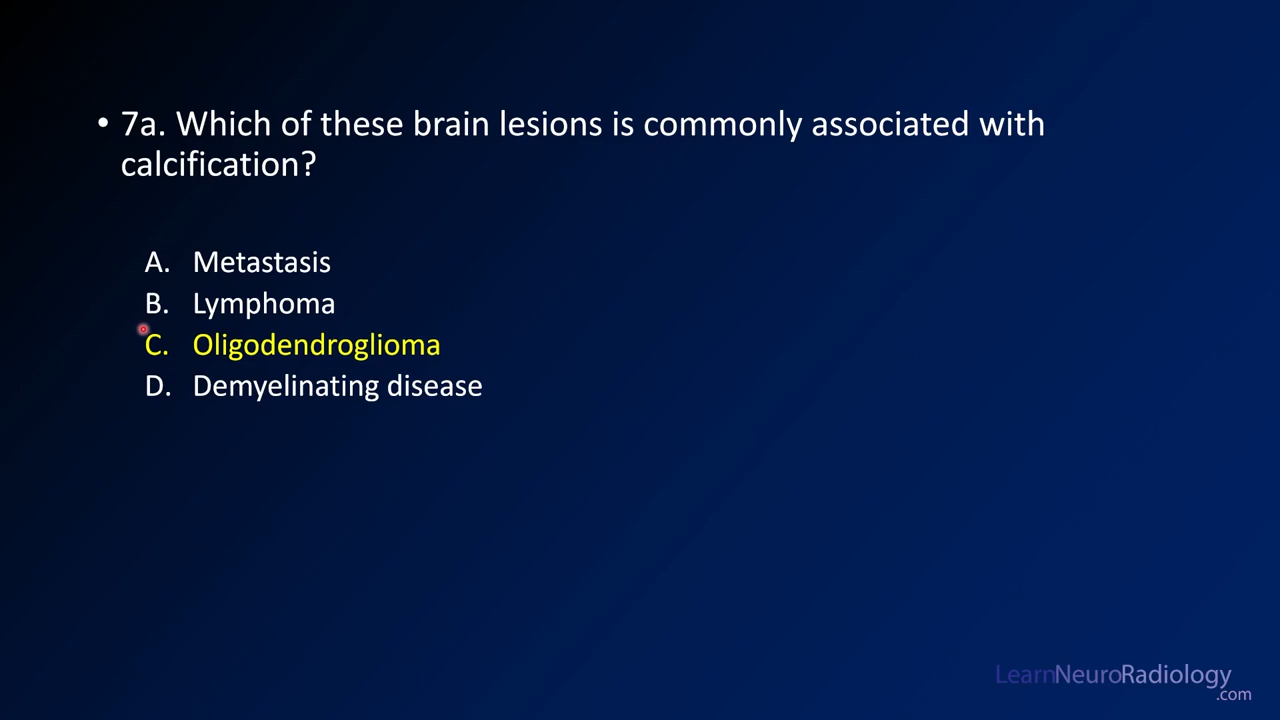 • 7a. Which of these brain lesions is commonly associated with
calcification?
A. Metastasis
B. Lymphoma
C. Oligodendroglioma
D. Demyelinating disease
LearnNeuroRadiology
.com